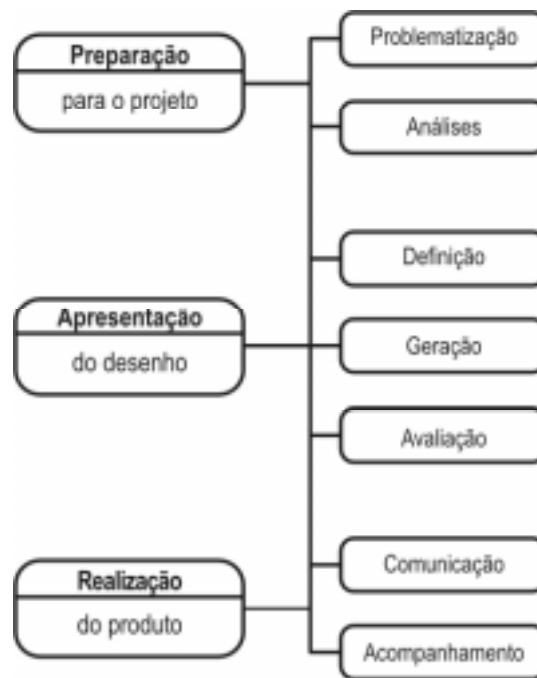 Preparação
para o projeto
Problematização
Análises
Apresentação
do desenho
Definição
Geração
Avaliação
Realização
do produto
Comunicação
Acompanhamento